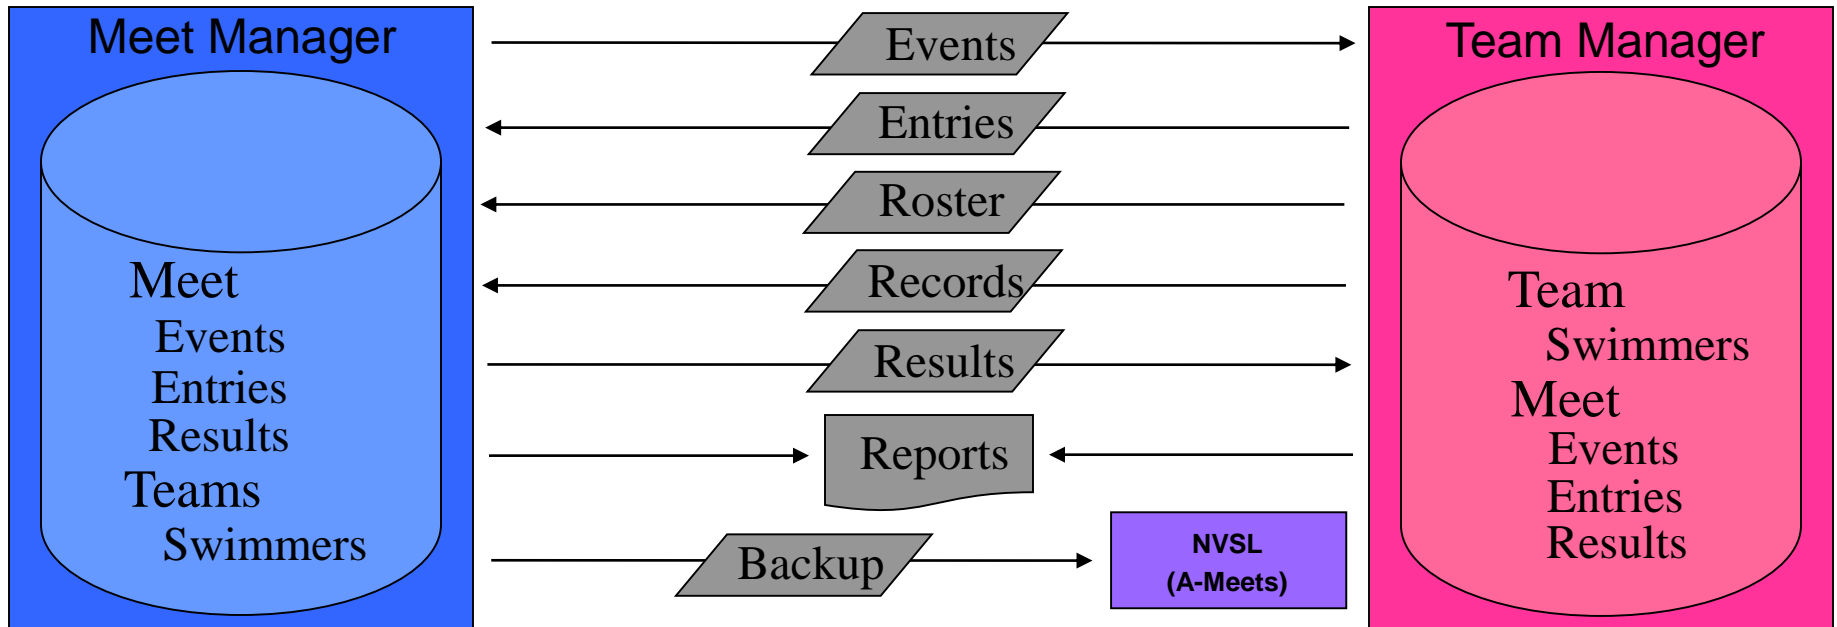 Meet Manager
Meet
Events
Entries
Results
Teams
Swimmers
Events
Entries
Roster
Records
Results
Reports
Backup
NVSL
(A-Meets)
Team Manager
Team
Swimmers
Meet
Events
Entries
Results